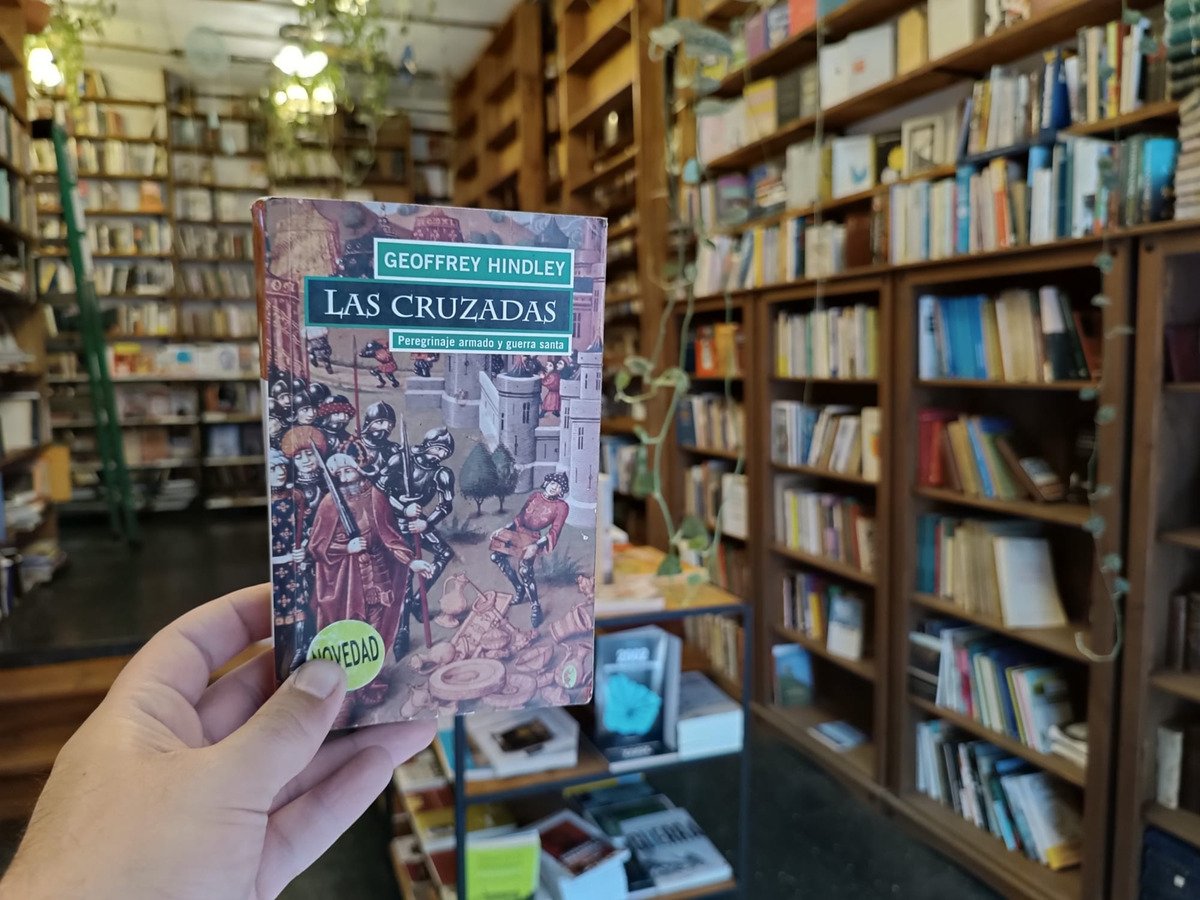 GEOFFREY HINDLEY
LAS CRUZADAS
Peregrinaje armado y guerra santa
NOVEDAD